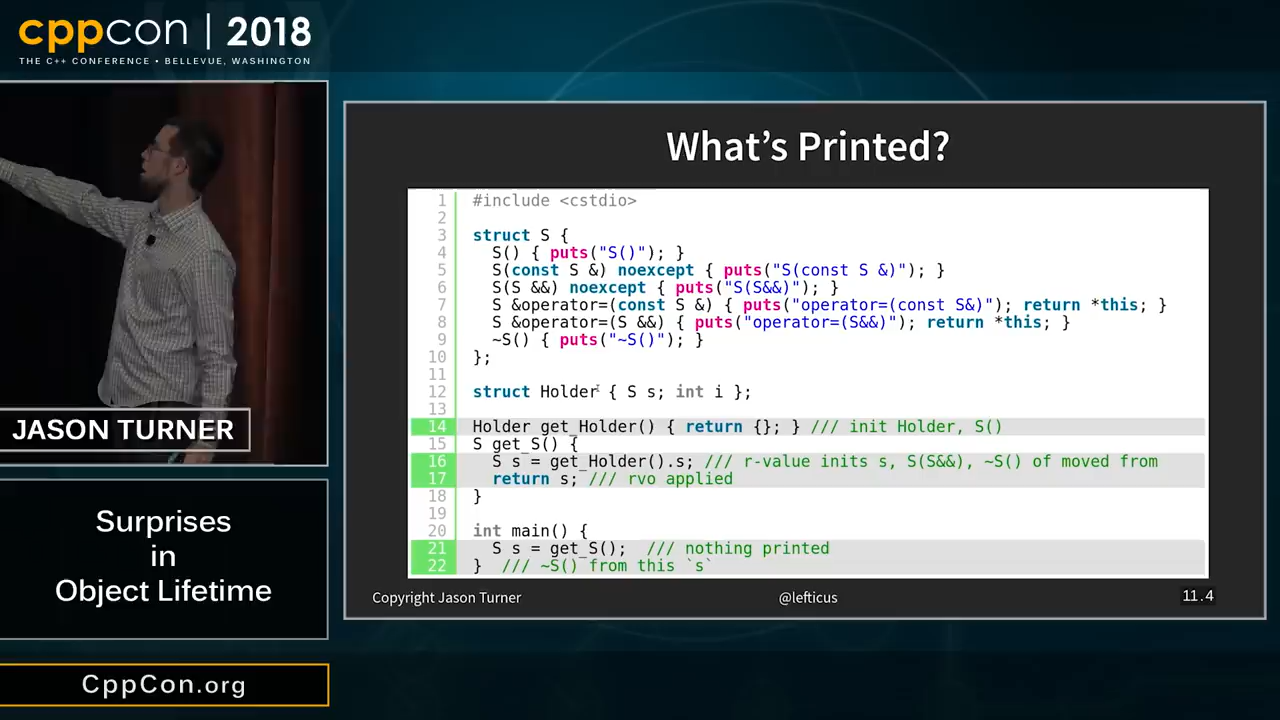 cppcon | 2018
THE C++ CONFERENCE • BELLEVUE, WASHINGTON
JASON TURNER
Surprises
in
Object Lifetime
CppCon.org
What's Printed?
1 #include <cstdio>
2
3 struct S {
4   S() { puts("S()"); }
5   S(const S &) noexcept { puts("S(const S &)"); }
6   S(S &&) noexcept { puts("S(S&&)"); }
7   S &operator=(const S &) { puts("operator=(const S&)"); return *this; }
8   S &operator=(S &&) { puts("operator=(S&&)"); return *this; }
9   ~S() { puts("~S()"); }
10 };
11
12 struct Holder { S s; int i };
13
14 Holder get_Holder() { return {}; } /// init Holder, S()
15 S get_S() {
16   S s = get_Holder().s; /// r-value inits s, S(S&&), ~S() of moved from
17   return s; /// rvo applied
18 }
19
20 int main() {
21   S s = get_S();  /// nothing printed
22 }  /// ~S() from this `s`
Copyright Jason Turner
@lefticus
11.4